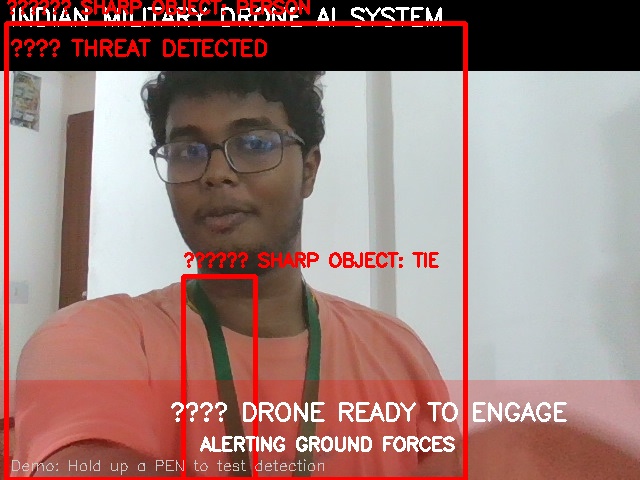 ?????? SHARP OBJECT: PERSON
INDIAN MILITARY DRONE AI SYSTEM
???? THREAT DETECTED
?????? SHARP OBJECT: TIE
???? DRONE READY TO ENGAGE
ALERTING GROUND FORCES
Demo: Hold up a PEN to test detection